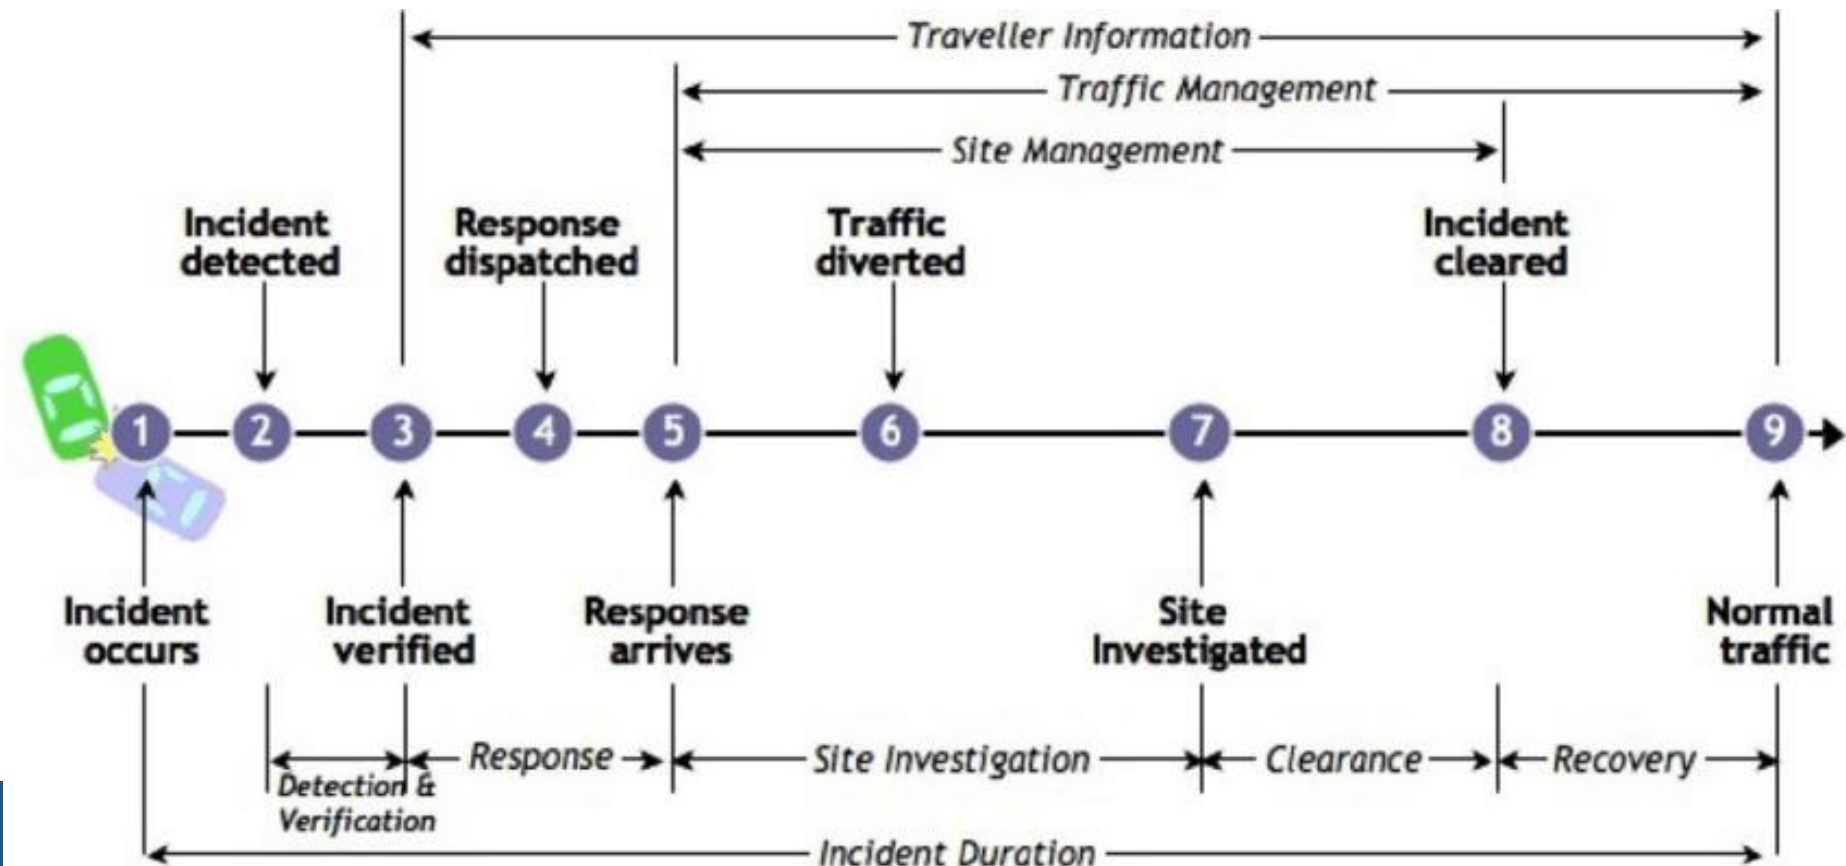 Traveller Information
Traffic Management
Site Management
Incident
detected
Response
dispatched
Traffic
diverted
Incident
cleared
1 2 3 4 5 6 7 8 9
Incident
occurs
Incident
verified
Response
arrives
Site
Investigated
Normal
traffic
Detection &
Verification
Response
Site Investigation
Clearance
Recovery
Incident Duration